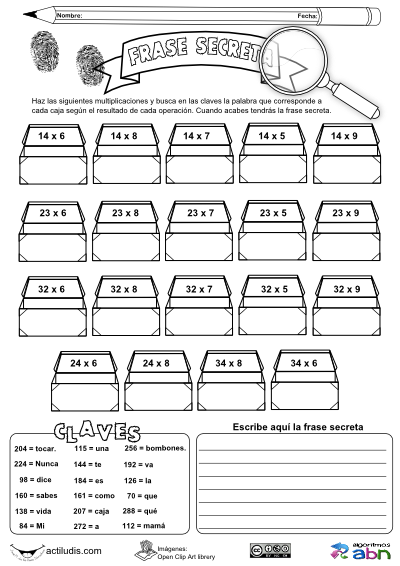 Nombre: Fecha:
FRASE SECRETA
Haz las siguientes multiplicaciones y busca en las claves la palabra que corresponde a
cada caja según el resultado de cada operación. Cuando acabes tendrás la frase secreta.
14 x 6 14 x 8 14 x 7 14 x 5 14 x 9
23 x 6 23 x 8 23 x 7 23 x 5 23 x 9
32 x 6 32 x 8 32 x 7 32 x 5 32 x 9
24 x 6 24 x 8 34 x 8 34 x 6
CLAVES
204 = tocar. 115 = una 256 = bombones.
224 = Nunca 144 = te 192 = va
98 = dice 184 = es 126 = la
160 = sabes 161 = como 70 = que
138 = vida 207 = caja 288 = qué
84 = Mi 272 = a 112 = mamá
Escribe aquí la frase secreta
actiludis.com
Imágenes:
Open Clip Art library
cc
algoritmos
abn